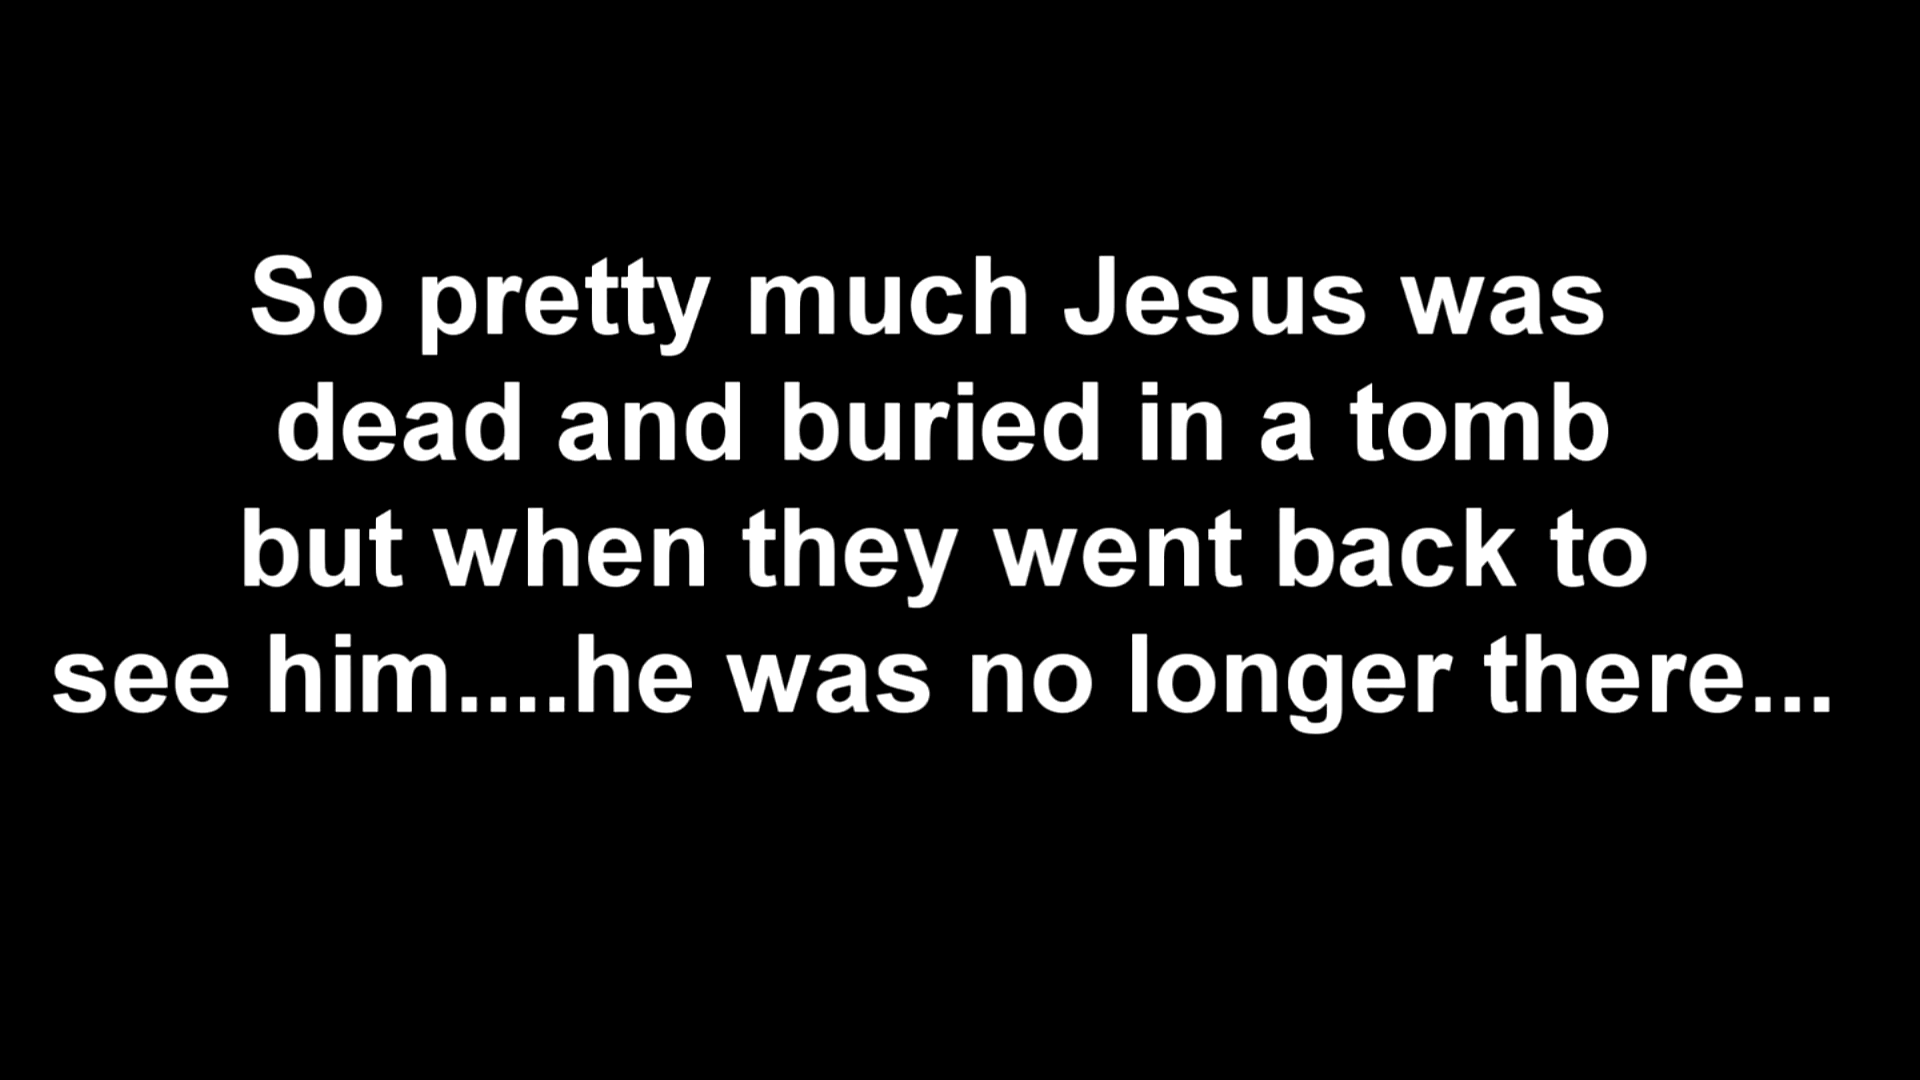 So pretty much Jesus was
dead and buried in a tomb
but when they went back to
see him....he was no longer there...